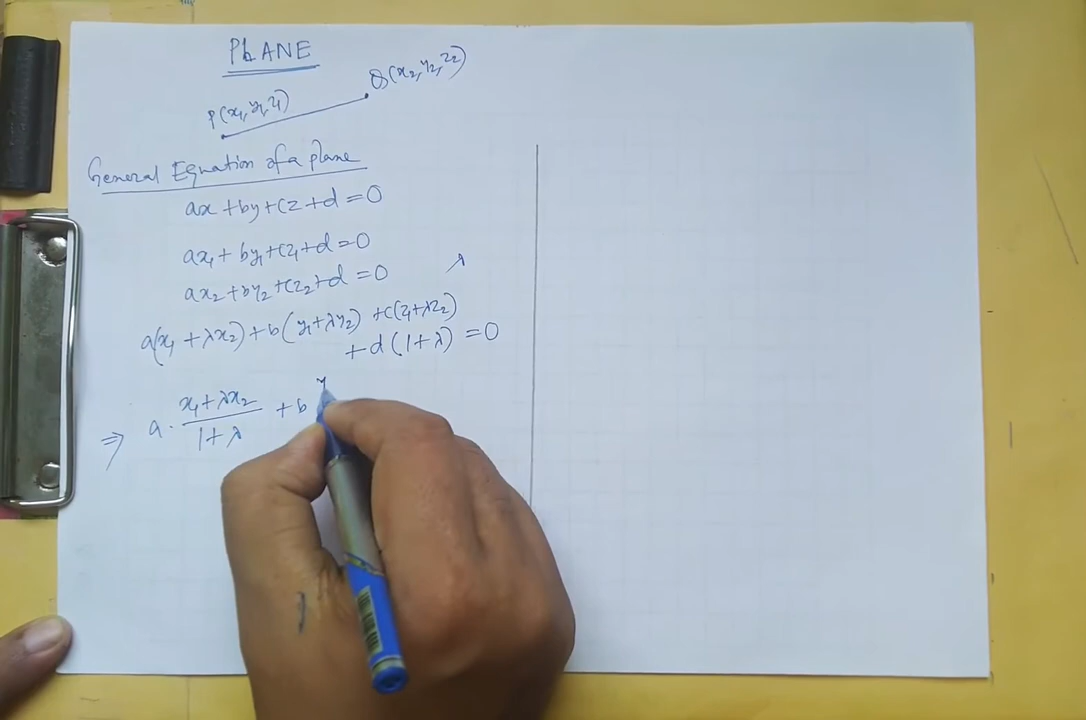 PLANE
P(x₁, y₁, z₁)
Q(x₂, y₂, z₂)
General Equation of a plane
ax + by + cz + d = 0
ax₁ + by₁ + cz₁ + d = 0
ax₂ + by₂ + cz₂ + d = 0
λ
a(x₁ + λx₂) + b(y₁ + λy₂) + c(z₁ + λz₂)
+ d(1 + λ) = 0
⇒ a · (x₁ + λx₂)/(1 + λ) + b y